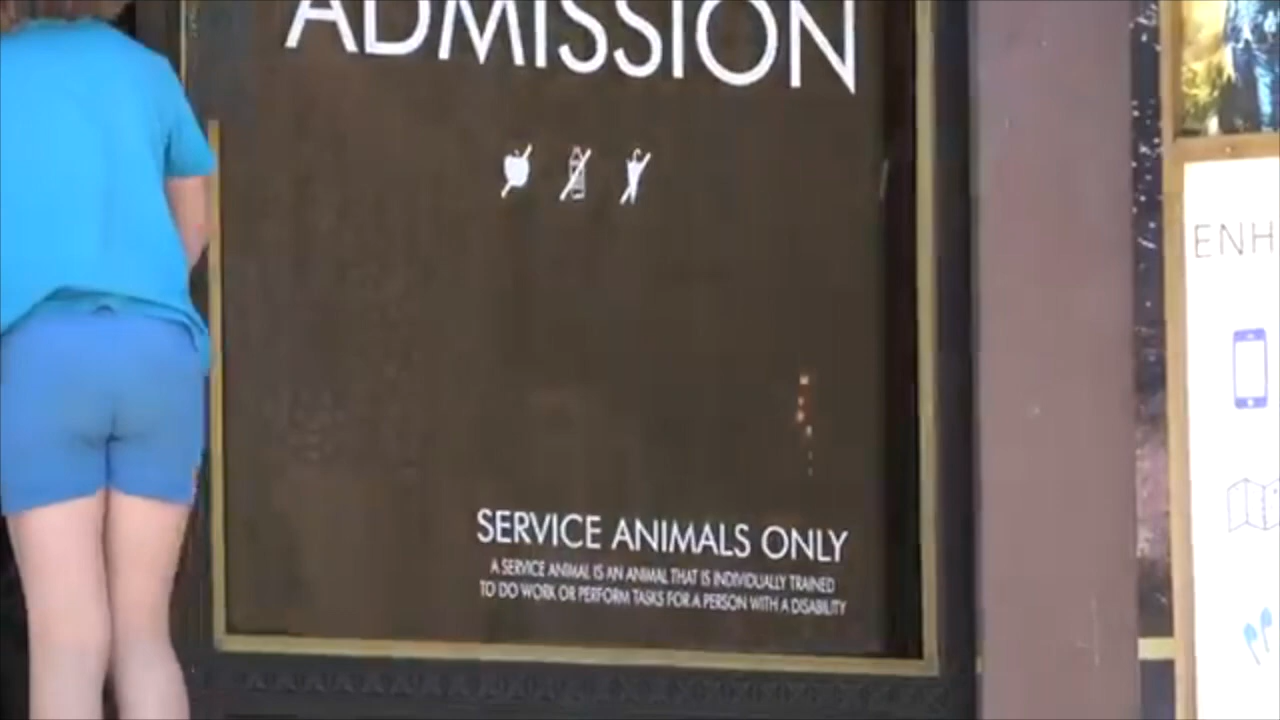 ADMISSION
SERVICE ANIMALS ONLY
A SERVICE ANIMAL IS AN ANIMAL THAT IS INDIVIDUALLY TRAINED
TO DO WORK OR PERFORM TASKS FOR A PERSON WITH A DISABILITY
ENH